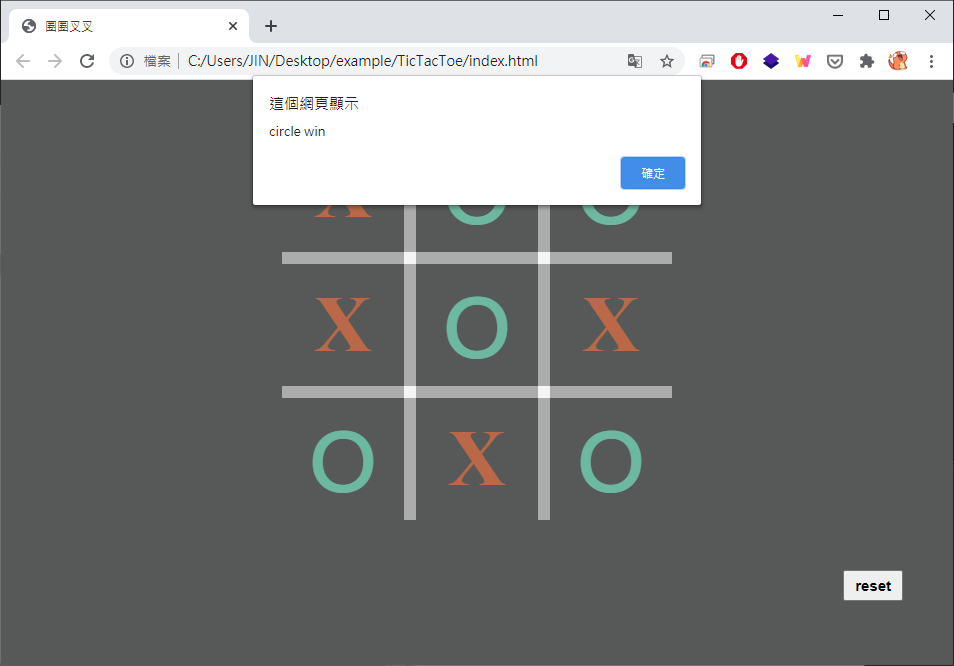 圈圈叉叉
檔案 C:/Users/JIN/Desktop/example/TicTacToe/index.html
這個網頁顯示
circle win
確定
X O O
X O X
O X O
reset